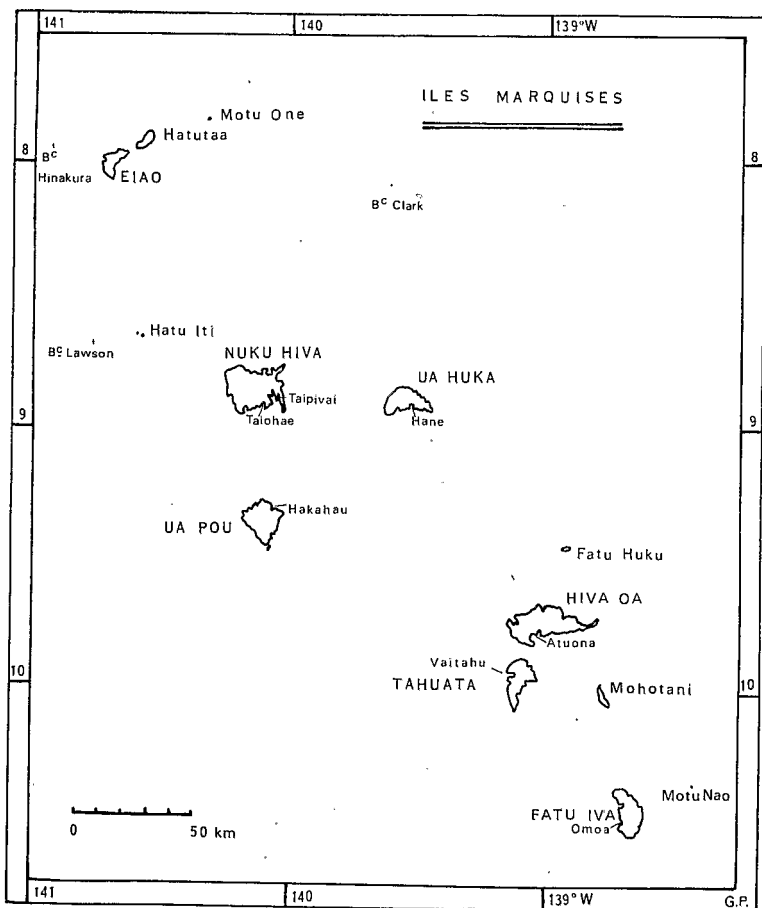 141
140
139°W
ILES MARQUISES
Motu One
Hatutaa
8
Bc
Hinakura
EIAO
8
Bc Clark
Hatu Iti
Bc Lawson
NUKU HIVA
UA HUKA
Taipivai
Taiohae
Hane
9
9
Hakahau
UA POU
Fatu Huku
HIVA OA
Atuona
Vaitahu
TAHUATA
10
Mohotani
10
Motu Nao
FATU IVA
Omoa
0
50 km
141
140
139°W
G.P.